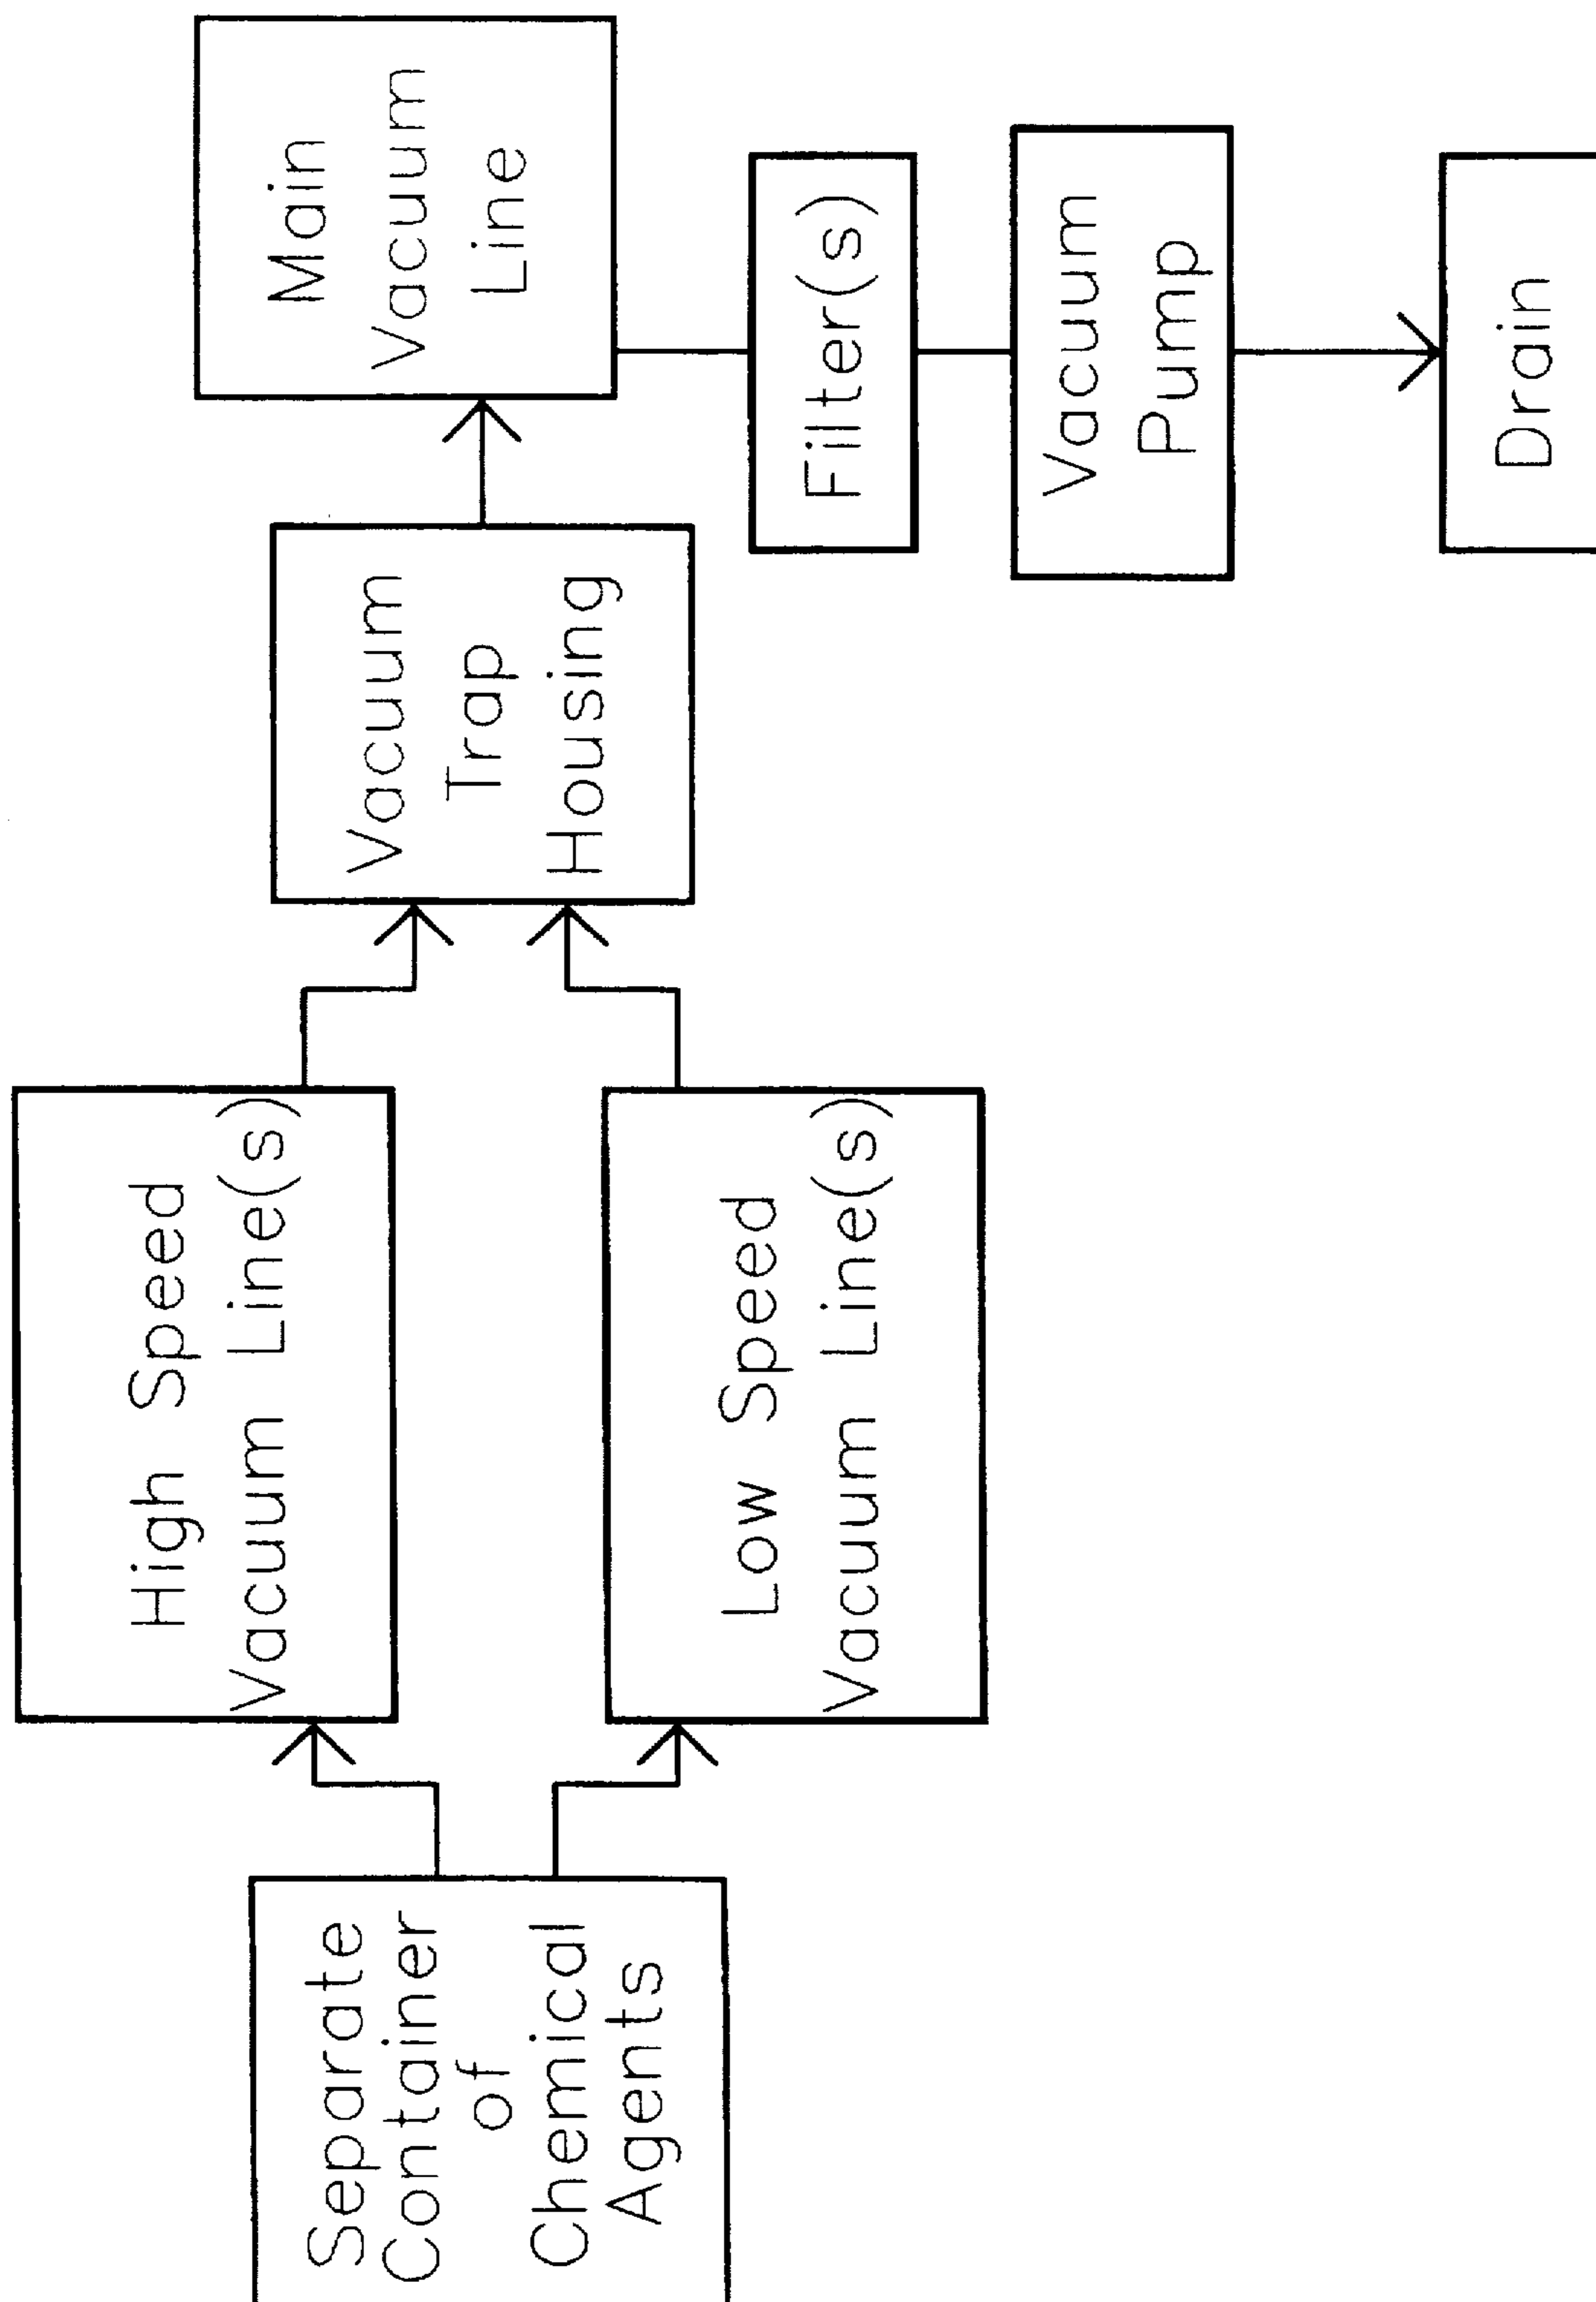 Separate
Container
of
Chemical
Agents
High Speed
Vacuum Line(s)
Low Speed
Vacuum Line(s)
Vacuum
Trap
Housing
Main
Vacuum
Line
Filter(s)
Vacuum
Pump
Drain